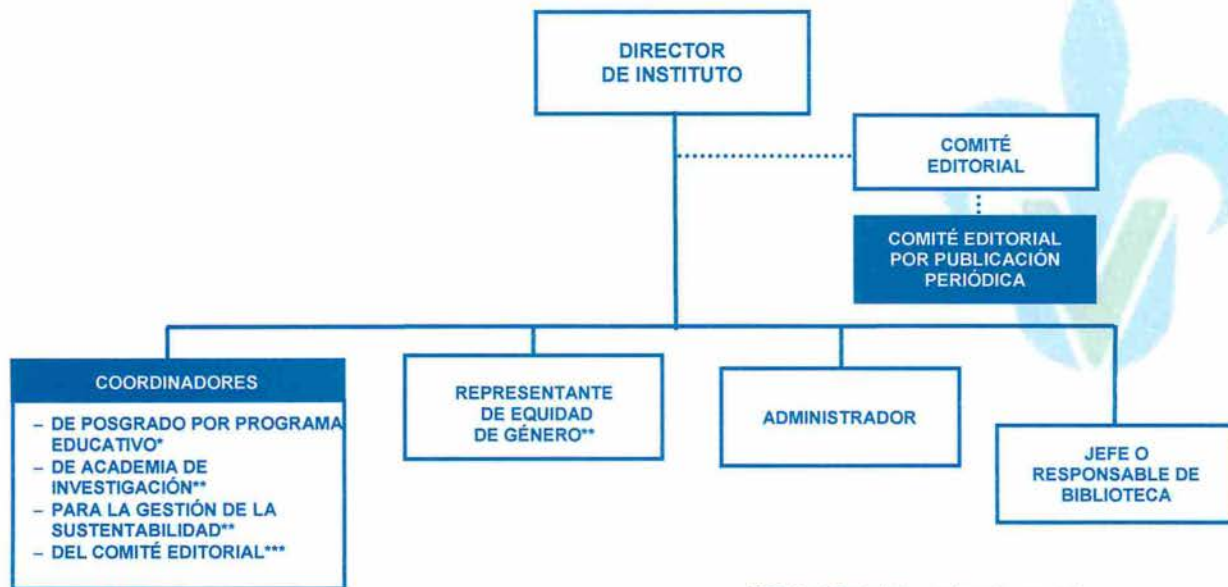 DIRECTOR
DE INSTITUTO
COMITÉ
EDITORIAL
COMITÉ EDITORIAL
POR PUBLICACIÓN
PERIÓDICA
COORDINADORES
– DE POSGRADO POR PROGRAMA
EDUCATIVO*
– DE ACADEMIA DE
INVESTIGACIÓN**
– PARA LA GESTIÓN DE LA
SUSTENTABILIDAD**
– DEL COMITÉ EDITORIAL***
REPRESENTANTE
DE EQUIDAD
DE GÉNERO**
ADMINISTRADOR
JEFE O
RESPONSABLE DE
BIBLIOTECA